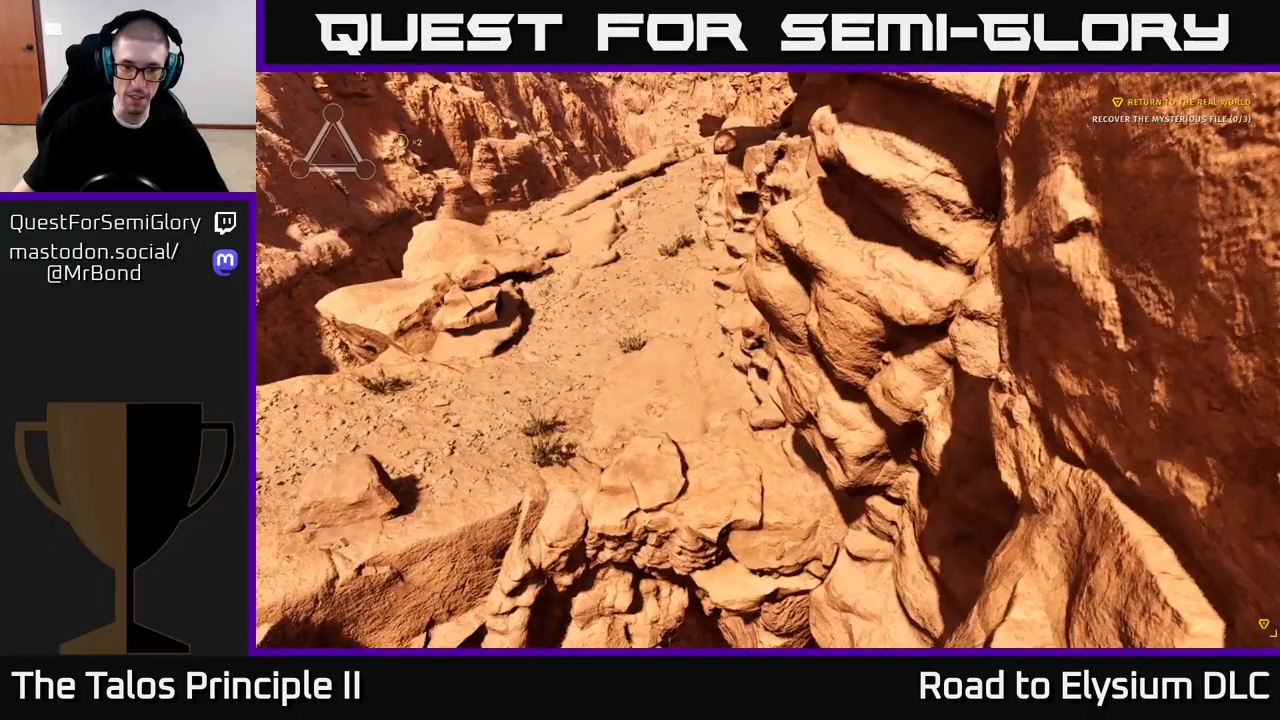 QUEST FOR SEMI-GLORY
RETURN TO THE REAL WORLD
RECOVER THE MYSTERIOUS FILE (0/3)
×2
QuestForSemiGlory
mastodon.social/
@MrBond
The Talos Principle II
Road to Elysium DLC